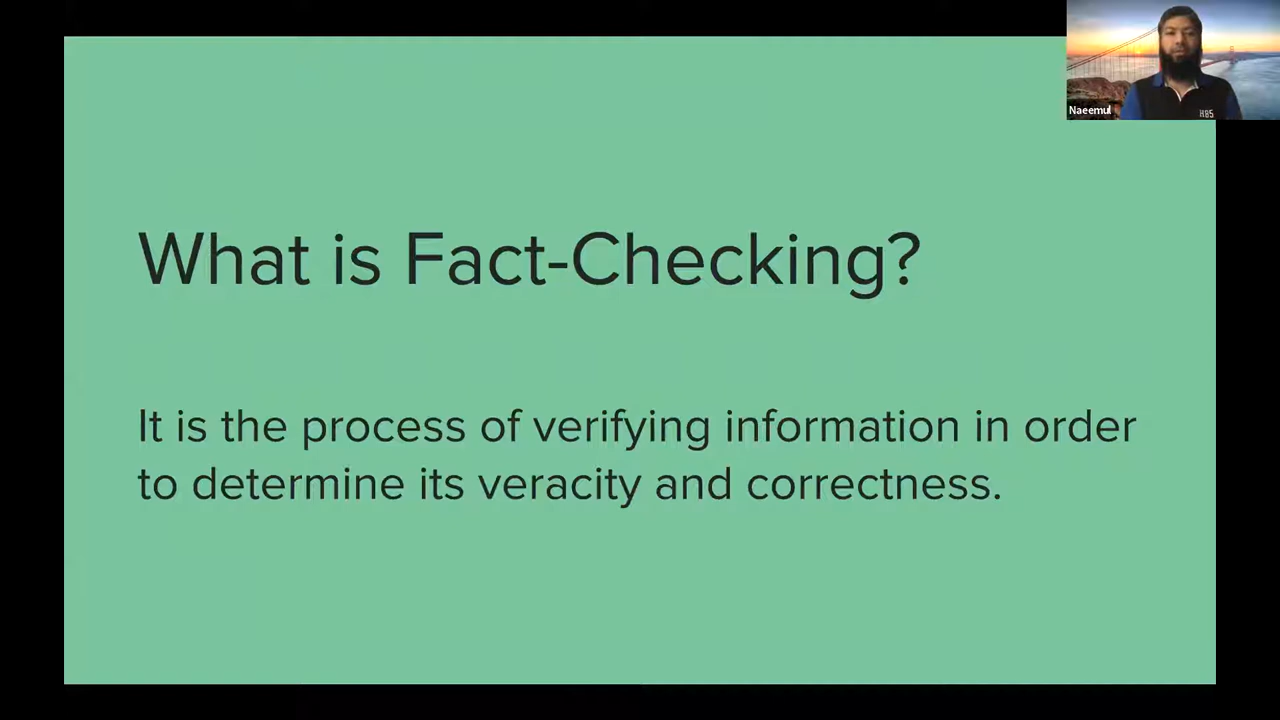 What is Fact-Checking?
It is the process of verifying information in order
to determine its veracity and correctness.
Naeemul
H85